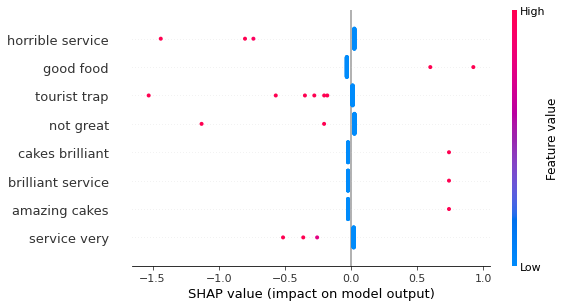 High
horrible service
good food
tourist trap
not great
cakes brilliant
brilliant service
amazing cakes
service very
Feature value
Low
−1.5 −1.0 −0.5 0.0 0.5 1.0
SHAP value (impact on model output)